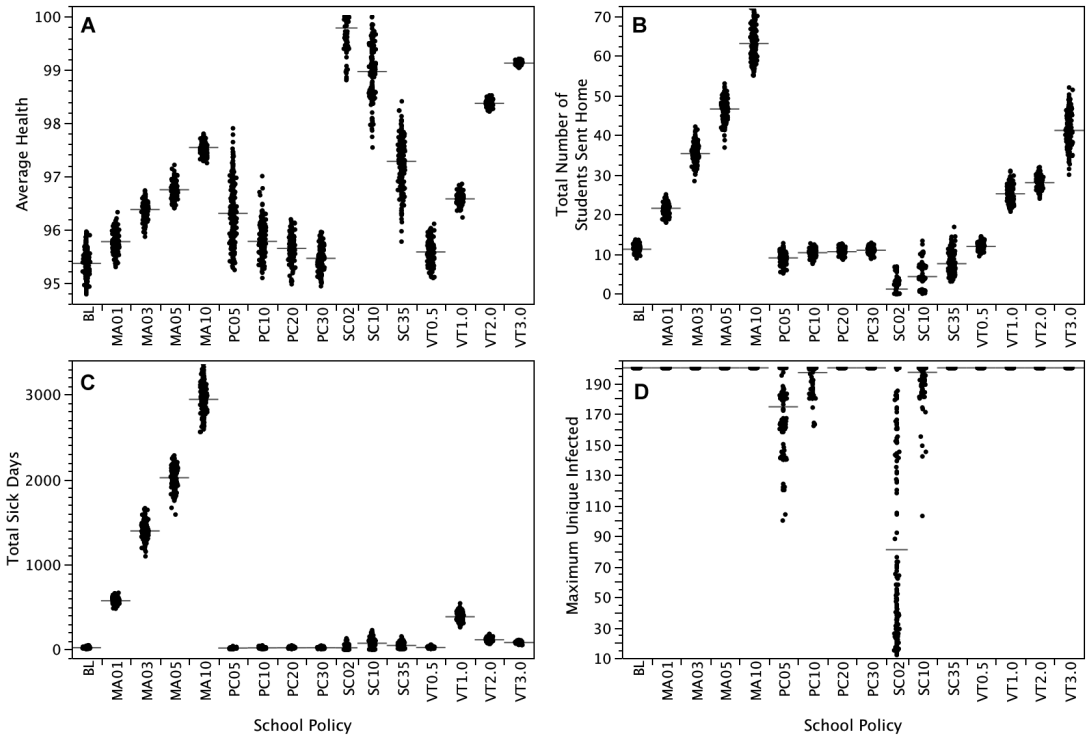 A
Average Health
100
99
98
97
96
95
BL
MA01
MA03
MA05
MA10
PC05
PC10
PC20
PC30
SC02
SC10
SC35
VT0.5
VT1.0
VT2.0
VT3.0
B
Total Number of
Students Sent Home
70
60
50
40
30
20
10
0
BL
MA01
MA03
MA05
MA10
PC05
PC10
PC20
PC30
SC02
SC10
SC35
VT0.5
VT1.0
VT2.0
VT3.0
C
Total Sick Days
3000
2000
1000
0
BL
MA01
MA03
MA05
MA10
PC05
PC10
PC20
PC30
SC02
SC10
SC35
VT0.5
VT1.0
VT2.0
VT3.0
School Policy
D
Maximum Unique Infected
190
170
150
130
110
90
70
50
30
10
BL
MA01
MA03
MA05
MA10
PC05
PC10
PC20
PC30
SC02
SC10
SC35
VT0.5
VT1.0
VT2.0
VT3.0
School Policy